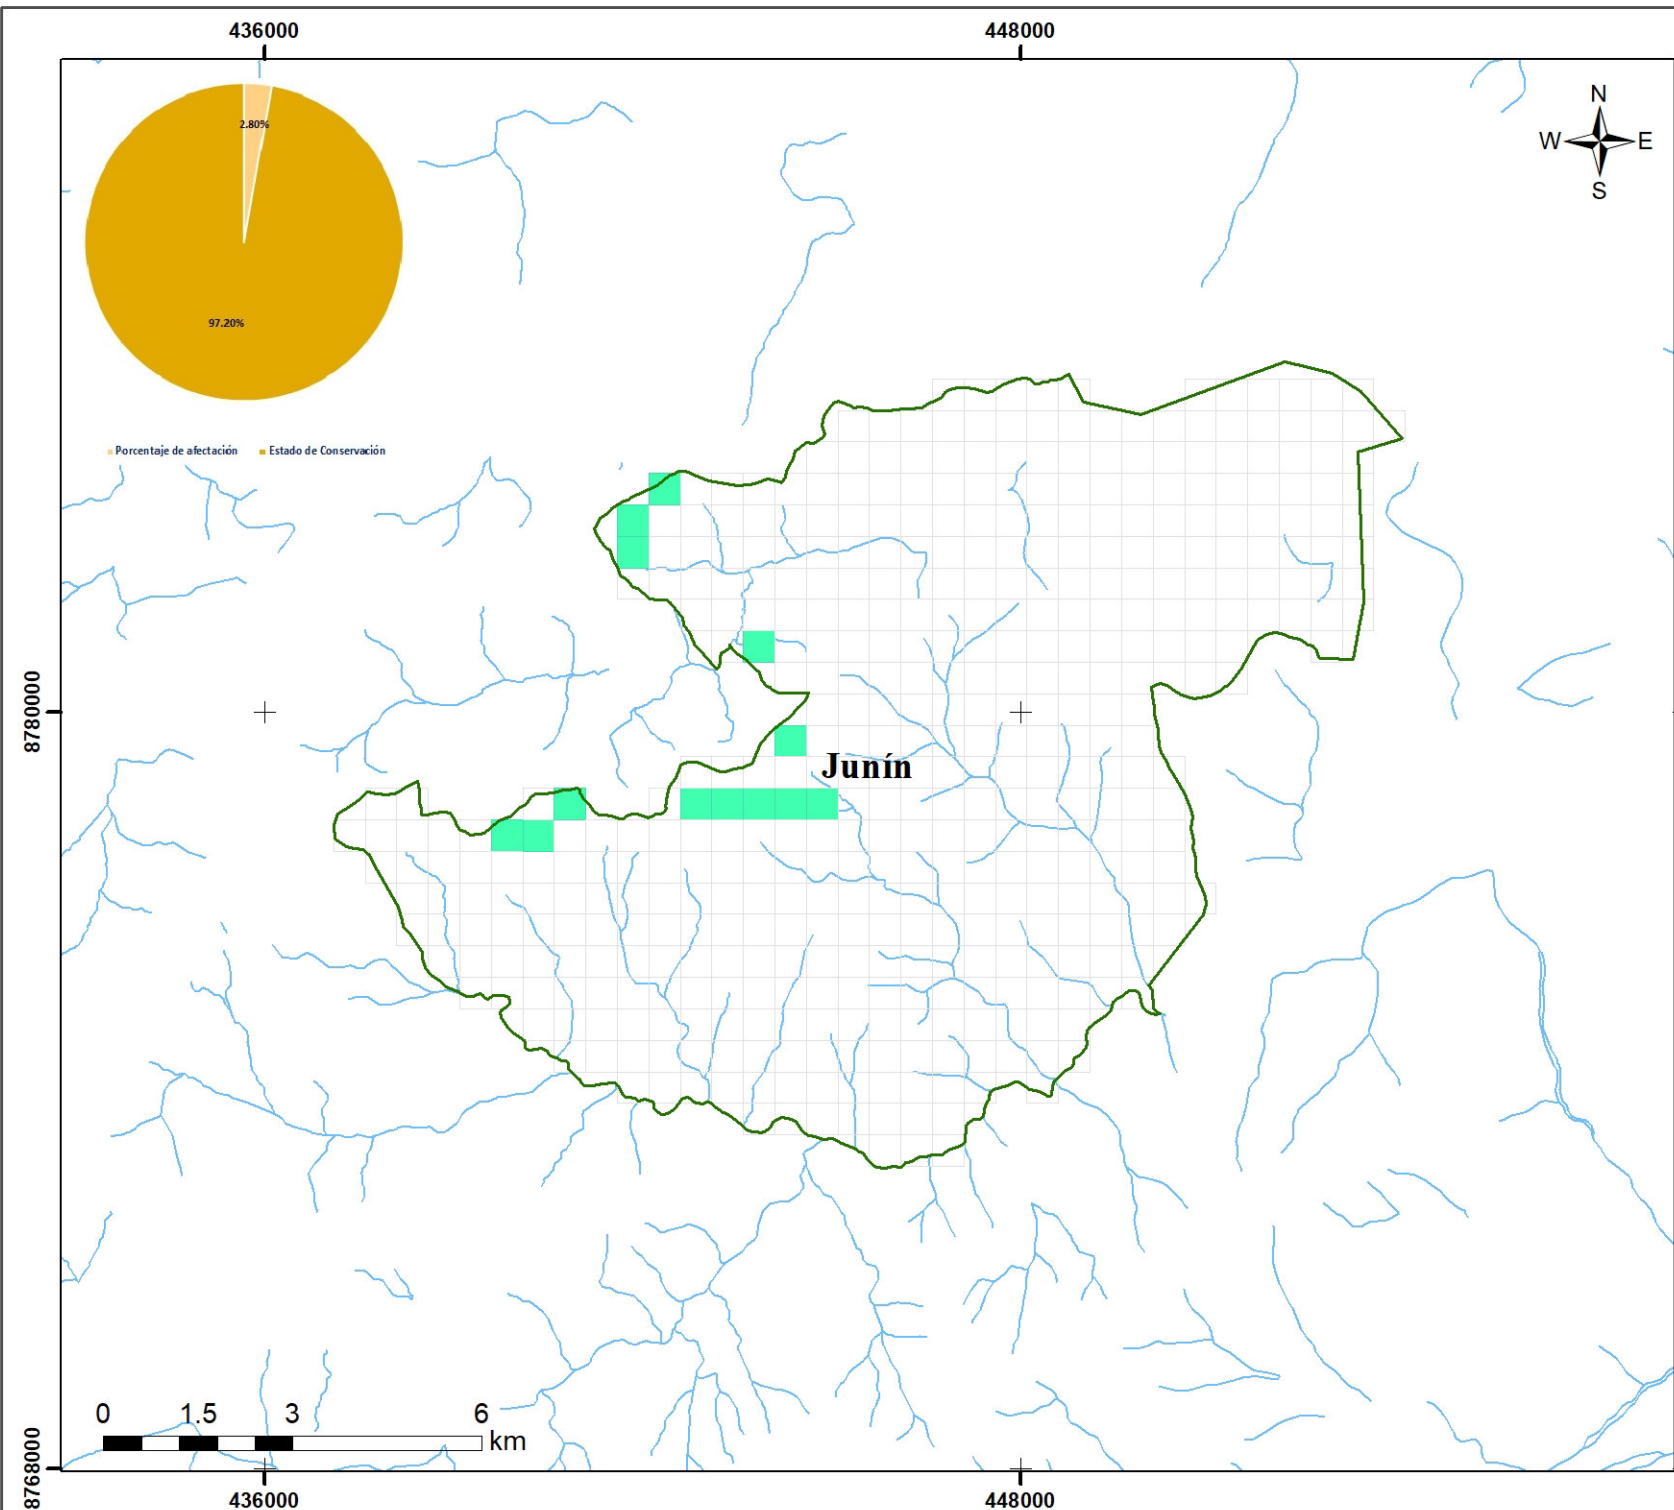 436000 448000
N
W E
S
2.80%
97.20%
Porcentaje de afectación Estado de Conservación
8780000
Junín
0 1.5 3 6
km
8768000
436000 448000